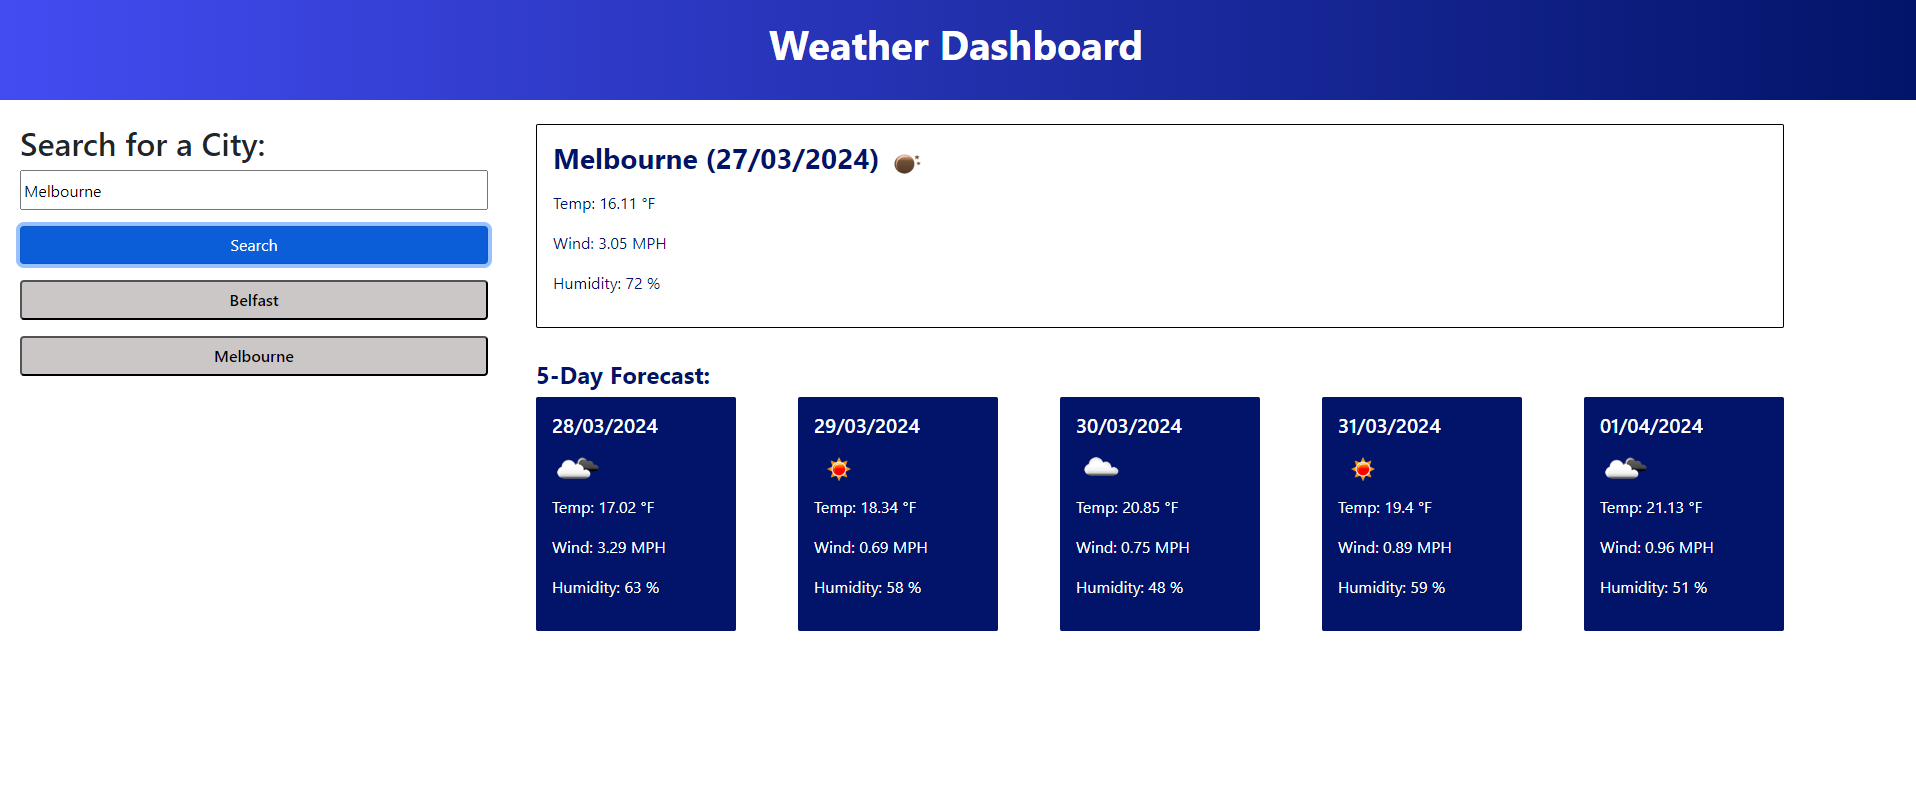 Weather Dashboard
Search for a City:
Melbourne
Search
Belfast
Melbourne
Melbourne (27/03/2024)
Temp: 16.11 °F
Wind: 3.05 MPH
Humidity: 72 %
5-Day Forecast:
28/03/2024
Temp: 17.02 °F
Wind: 3.29 MPH
Humidity: 63 %
29/03/2024
Temp: 18.34 °F
Wind: 0.69 MPH
Humidity: 58 %
30/03/2024
Temp: 20.85 °F
Wind: 0.75 MPH
Humidity: 48 %
31/03/2024
Temp: 19.4 °F
Wind: 0.89 MPH
Humidity: 59 %
01/04/2024
Temp: 21.13 °F
Wind: 0.96 MPH
Humidity: 51 %